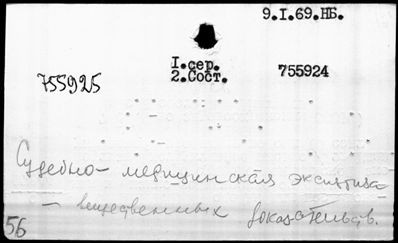 9.I.69.НБ.
I.сер.
2.Сост.
755924
755925
Судебно-медицинская экспертиза
- вещественных доказательств.
56